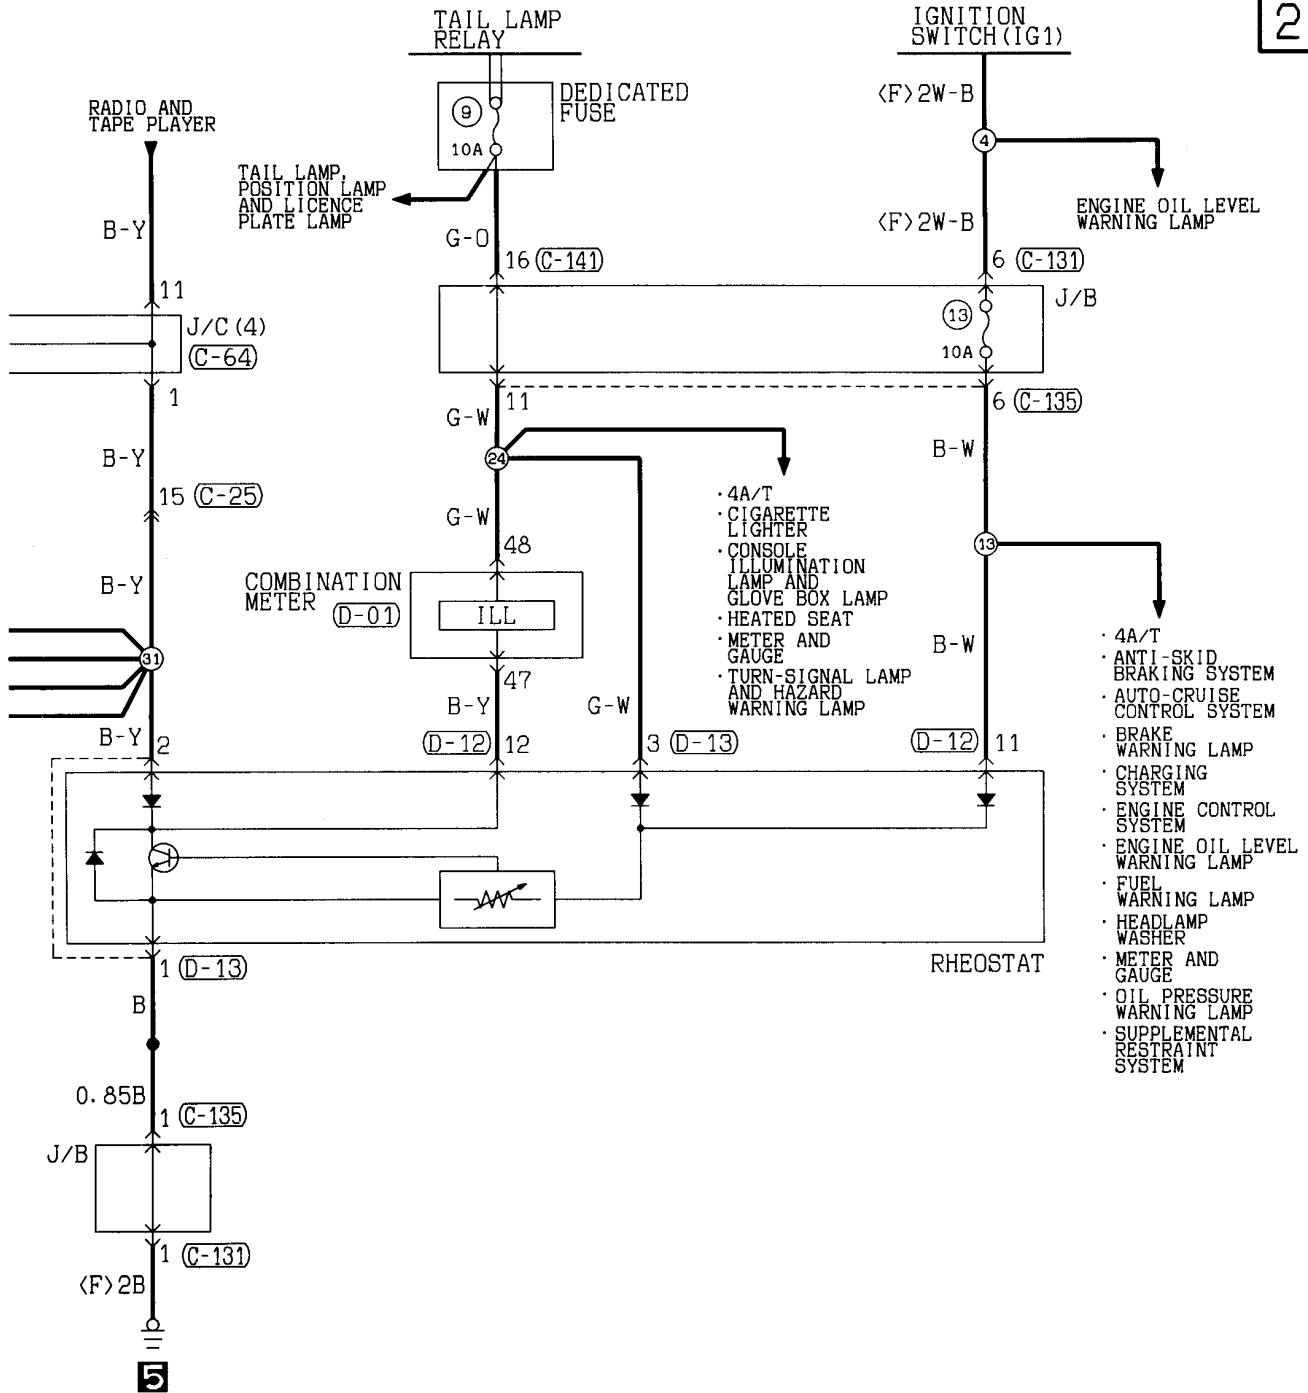 2
TAIL LAMP
RELAY
IGNITION
SWITCH(IG1)
DEDICATED
FUSE
9
10A
<F>2W-B
4
RADIO AND
TAPE PLAYER
TAIL LAMP,
POSITION LAMP
AND LICENCE
PLATE LAMP
ENGINE OIL LEVEL
WARNING LAMP
B-Y
G-O
<F>2W-B
16 C-141
6 C-131
11
J/B
13
10A
J/C(4)
C-64
1
11
6 C-135
G-W
B-Y
24
B-W
15 C-25
G-W
· 4A/T
· CIGARETTE
LIGHTER
· CONSOLE
ILLUMINATION
LAMP AND
GLOVE BOX LAMP
· HEATED SEAT
· METER AND
GAUGE
· TURN-SIGNAL LAMP
AND HAZARD
WARNING LAMP
48
13
B-Y
COMBINATION
METER D-01
ILL
31
47
B-W
B-Y
G-W
· 4A/T
· ANTI-SKID
BRAKING SYSTEM
· AUTO-CRUISE
CONTROL SYSTEM
· BRAKE
WARNING LAMP
· CHARGING
SYSTEM
· ENGINE CONTROL
SYSTEM
· ENGINE OIL LEVEL
WARNING LAMP
· FUEL
WARNING LAMP
· HEADLAMP
WASHER
· METER AND
GAUGE
· OIL PRESSURE
WARNING LAMP
· SUPPLEMENTAL
RESTRAINT
SYSTEM
B-Y
2
D-12 12
3 D-13
D-12 11
RHEOSTAT
1 D-13
B
0.85B
1 C-135
J/B
1 C-131
<F>2B
5